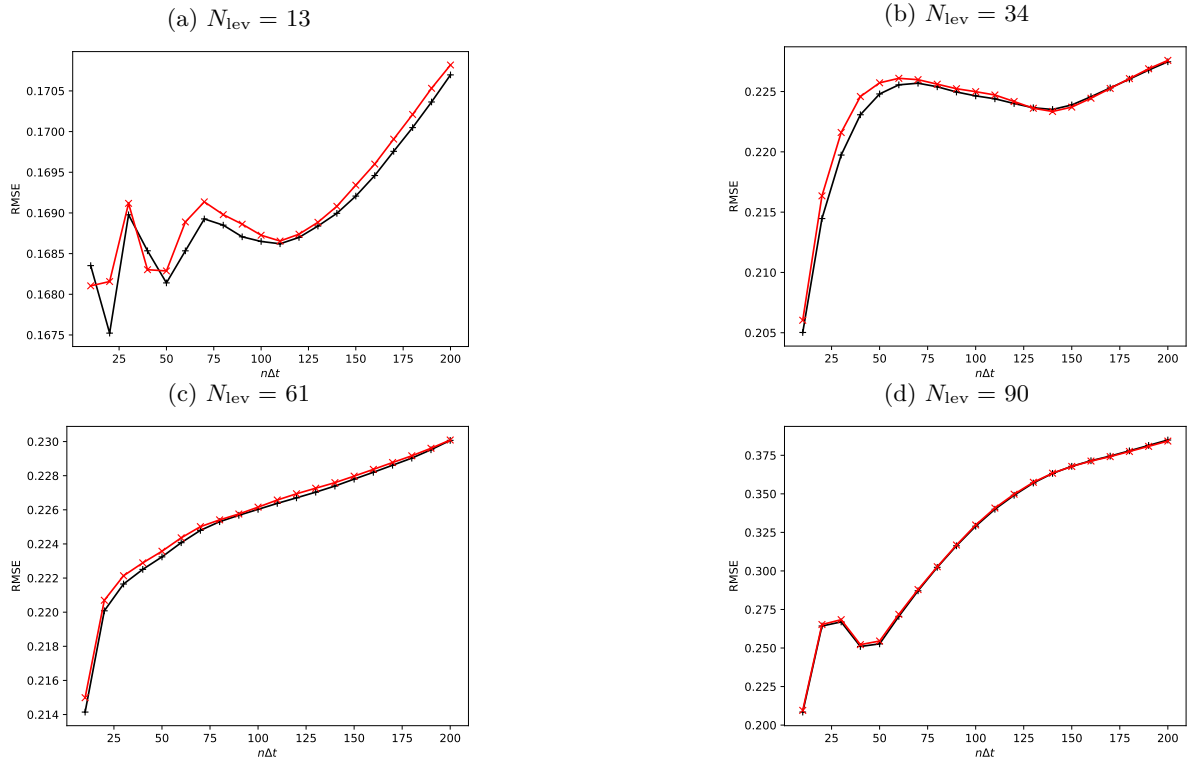 (a) N_lev = 13
0.1705
0.1700
0.1695
0.1690
0.1685
0.1680
0.1675
RMSE
25 50 75 100 125 150 175 200
nΔt
(b) N_lev = 34
0.225
0.220
0.215
0.210
0.205
RMSE
25 50 75 100 125 150 175 200
nΔt
(c) N_lev = 61
0.230
0.228
0.226
0.224
0.222
0.220
0.218
0.216
0.214
RMSE
25 50 75 100 125 150 175 200
nΔt
(d) N_lev = 90
0.375
0.350
0.325
0.300
0.275
0.250
0.225
0.200
RMSE
25 50 75 100 125 150 175 200
nΔt